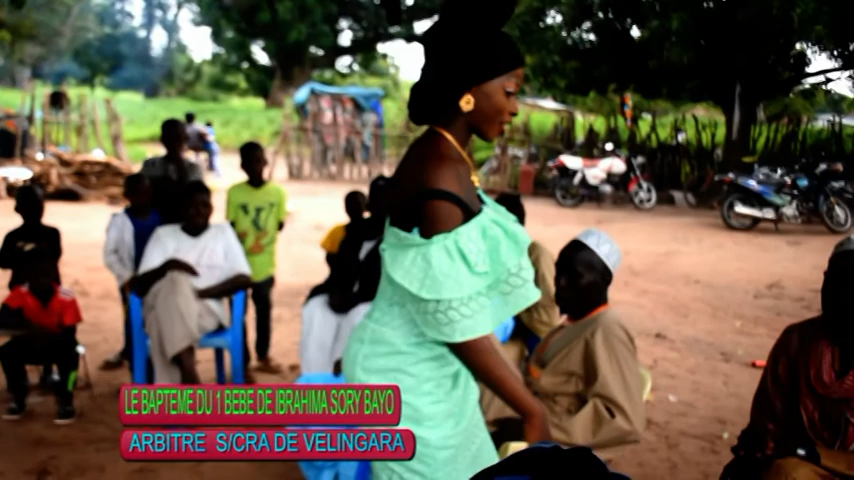 LE BAPTEME DU 1 BEBE DE IBRAHIMA SORY BAYO
ARBITRE S/CRA DE VELINGARA